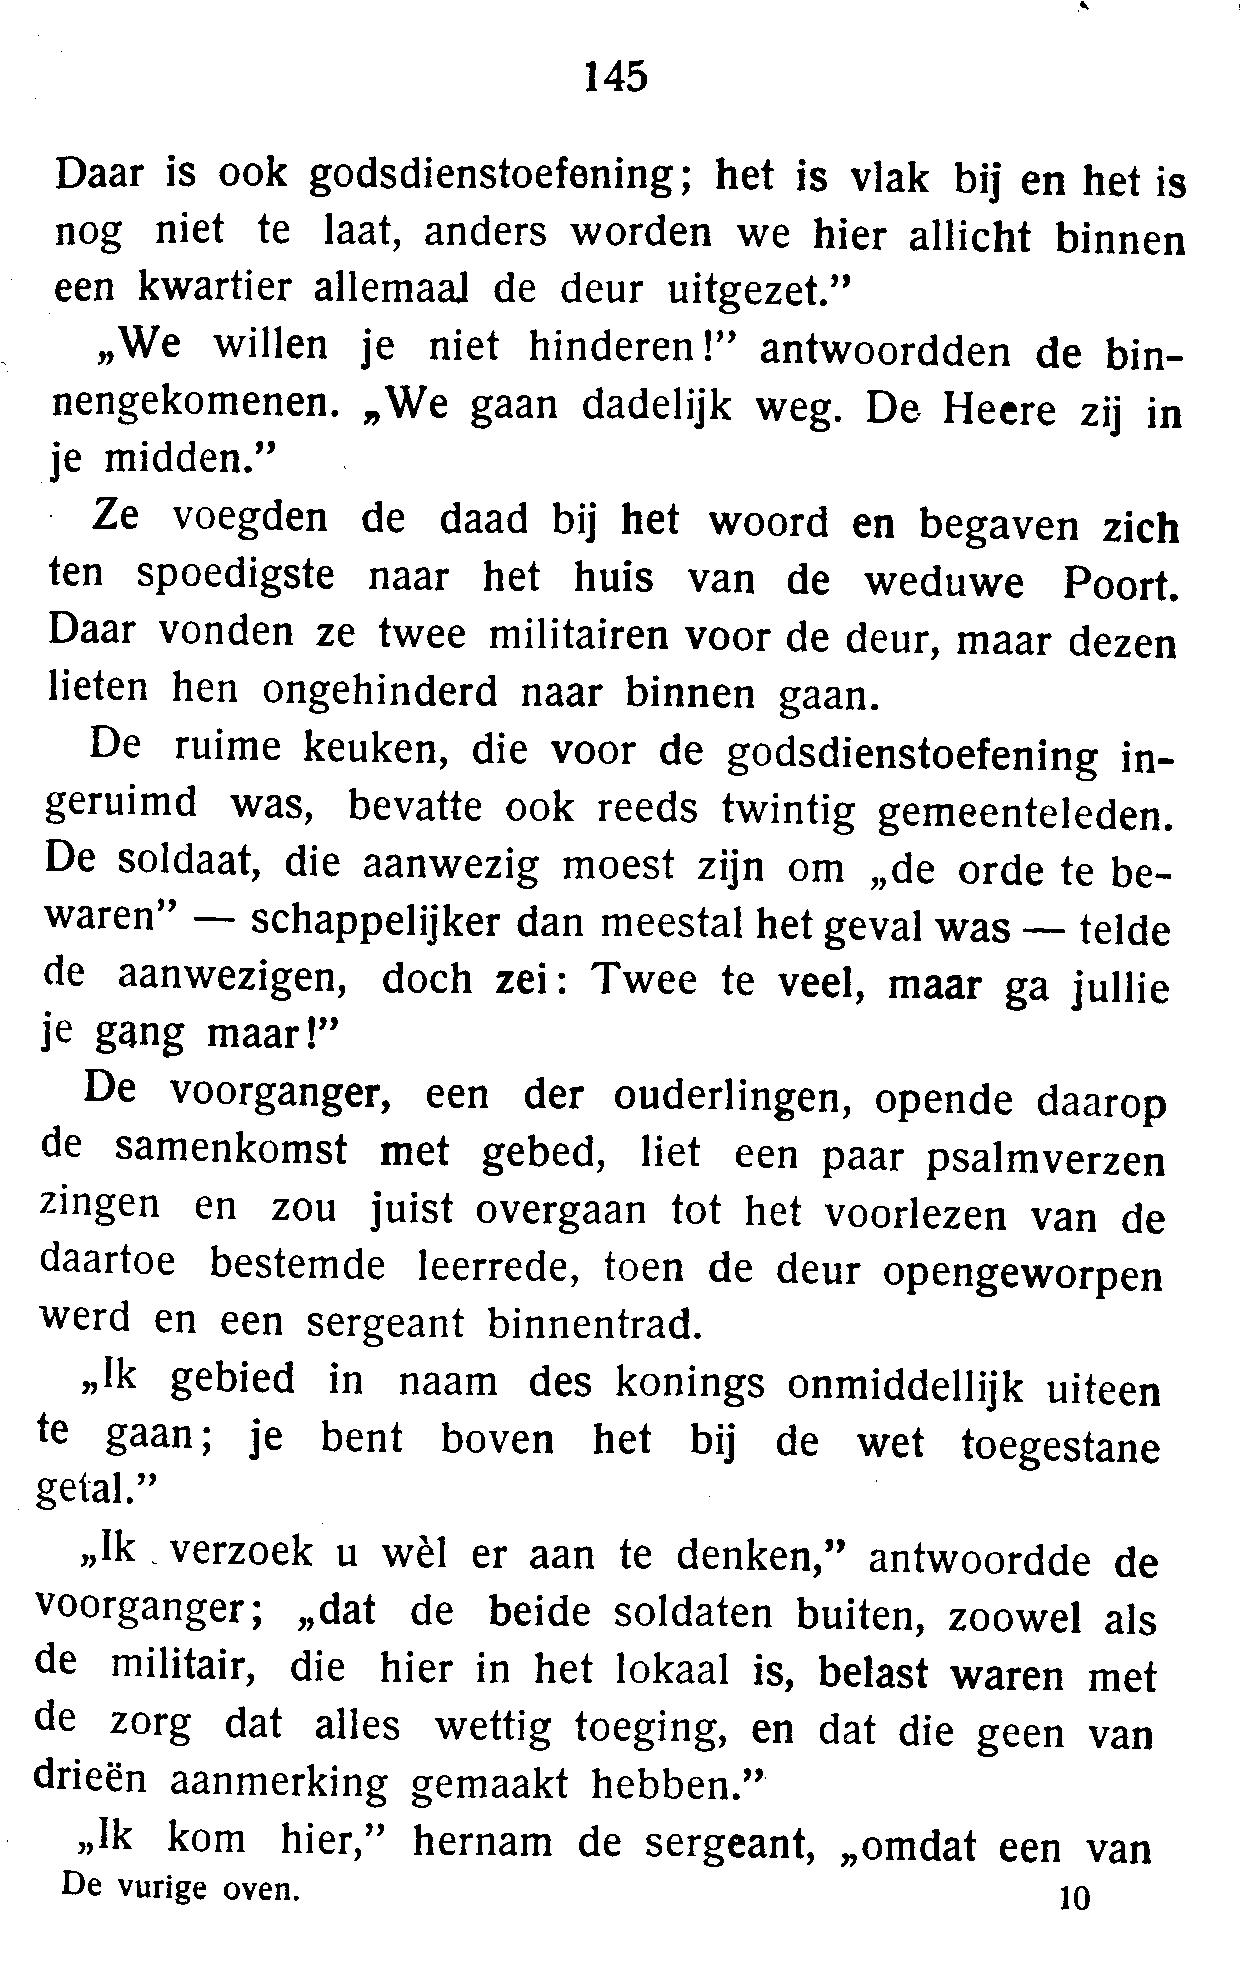 145
Daar is ook godsdienstoefening; het is vlak bij en het is
nog niet te laat, anders worden we hier allicht binnen
een kwartier allemaal de deur uitgezet.”
„We willen je niet hinderen!” antwoordden de bin-
nengekomenen. „We gaan dadelijk weg. De Heere zij in
je midden.”
Ze voegden de daad bij het woord en begaven zich
ten spoedigste naar het huis van de weduwe Poort.
Daar vonden ze twee militairen voor de deur, maar dezen
lieten hen ongehinderd naar binnen gaan.
De ruime keuken, die voor de godsdienstoefening in-
geruimd was, bevatte ook reeds twintig gemeenteleden.
De soldaat, die aanwezig moest zijn om „de orde te be-
waren” — schappelijker dan meestal het geval was — telde
de aanwezigen, doch zei: Twee te veel, maar ga jullie
je gang maar!”
De voorganger, een der ouderlingen, opende daarop
de samenkomst met gebed, liet een paar psalmverzen
zingen en zou juist overgaan tot het voorlezen van de
daartoe bestemde leerrede, toen de deur opengeworpen
werd en een sergeant binnentrad.
„Ik gebied in naam des konings onmiddellijk uiteen
te gaan; je bent boven het bij de wet toegestane
getal.”
„Ik verzoek u wèl er aan te denken,” antwoordde de
voorganger; „dat de beide soldaten buiten, zoowel als
de militair, die hier in het lokaal is, belast waren met
de zorg dat alles wettig toeging, en dat die geen van
drieën aanmerking gemaakt hebben.”
„Ik kom hier,” hernam de sergeant, „omdat een van
De vurige oven. 10